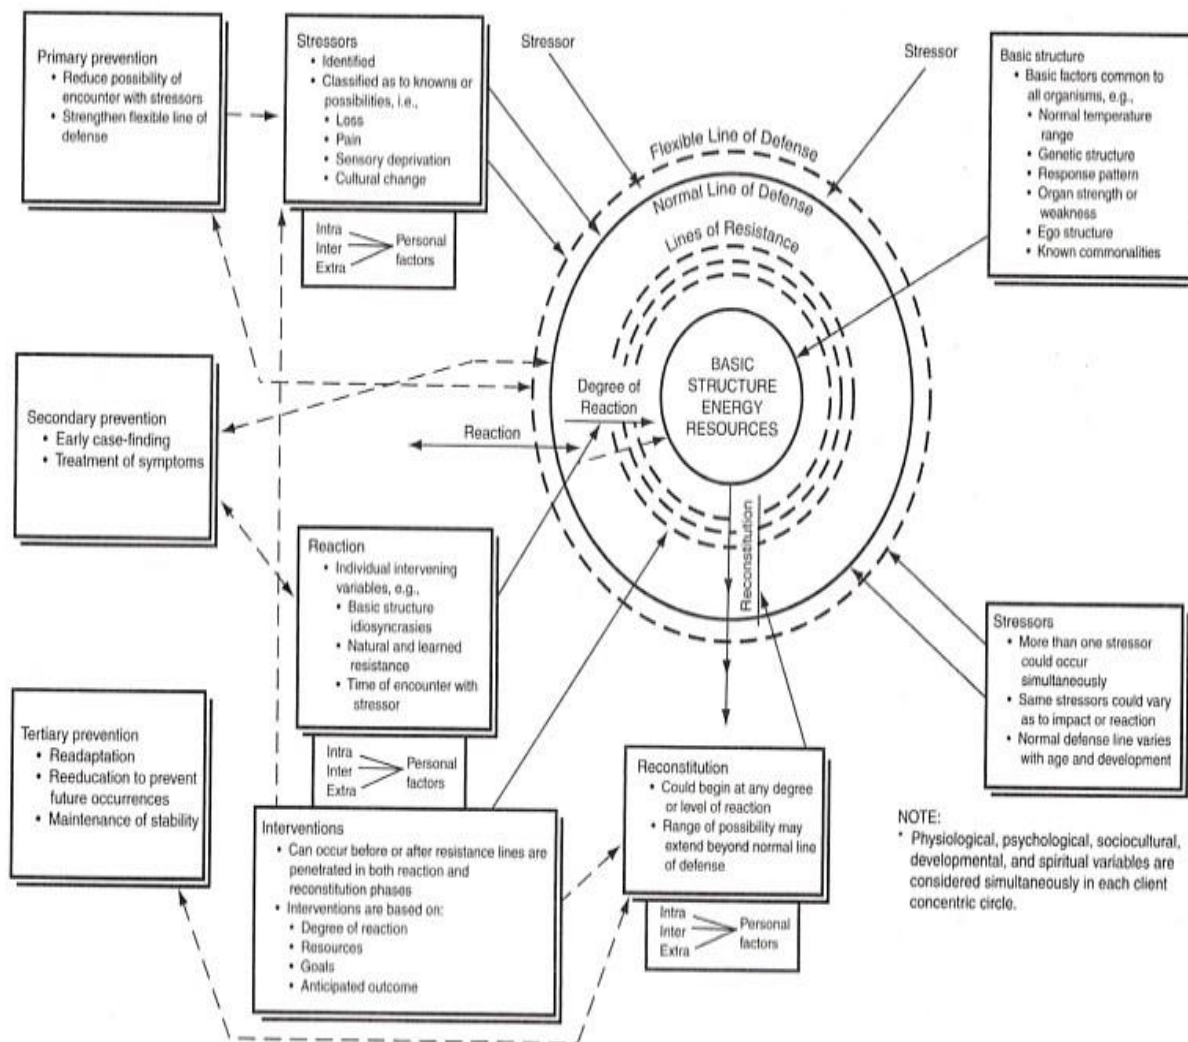 Primary prevention
• Reduce possibility of
encounter with stressors
• Strengthen flexible line of
defense
Stressors
• Identified
• Classified as to knowns or
possibilities, i.e.,
• Loss
• Pain
• Sensory deprivation
• Cultural change
Intra
Inter
Extra
Personal
factors
Stressor
Stressor
Basic structure
• Basic factors common to
all organisms, e.g.,
• Normal temperature
range
• Genetic structure
• Response pattern
• Organ strength or
weakness
• Ego structure
• Known commonalities
Flexible Line of Defense
Normal Line of Defense
Lines of Resistance
BASIC
STRUCTURE
ENERGY
RESOURCES
Degree of
Reaction
Reaction
Reconstitution
Secondary prevention
• Early case-finding
• Treatment of symptoms
Reaction
• Individual intervening
variables, e.g.,
• Basic structure
idiosyncrasies
• Natural and learned
resistance
• Time of encounter with
stressor
Intra
Inter
Extra
Personal
factors
Stressors
• More than one stressor
could occur
simultaneously
• Same stressors could vary
as to impact or reaction
• Normal defense line varies
with age and development
Tertiary prevention
• Readaptation
• Reeducation to prevent
future occurrences
• Maintenance of stability
Interventions
• Can occur before or after resistance lines are
penetrated in both reaction and
reconstitution phases
• Interventions are based on:
• Degree of reaction
• Resources
• Goals
• Anticipated outcome
Reconstitution
• Could begin at any degree
or level of reaction
• Range of possibility may
extend beyond normal line
of defense
Intra
Inter
Extra
Personal
factors
NOTE:
* Physiological, psychological, sociocultural,
developmental, and spiritual variables are
considered simultaneously in each client
concentric circle.